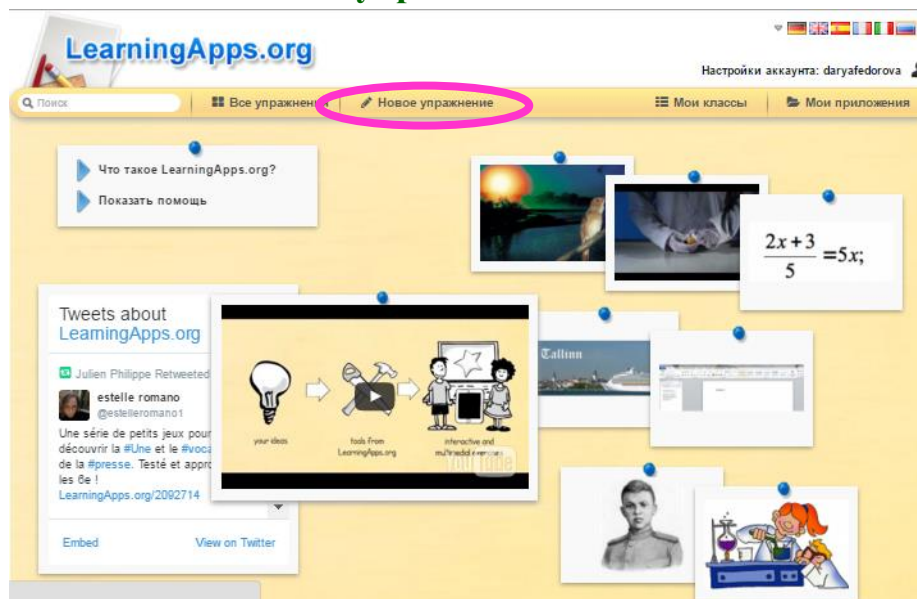 LearningApps.org
Настройки аккаунта: daryafedorova
Поиск
Все упражнения
Новое упражнение
Мои классы
Мои приложения
Что такое LearningApps.org?
Показать помощь
2x+3
5
=5x;
Tweets about
LearningApps.org
Julien Philippe Retweeted
estelle romano
@estelleromano1
Une série de petits jeux pour
découvrir la #Une et le #voca
de la #presse. Testé et appro
les 6e !
LearningApps.org/2092714
Embed
View on Twitter
your ideas
tools from
LearningApps.org
interactive and
multimedial exercises
YouTube
Tallinn